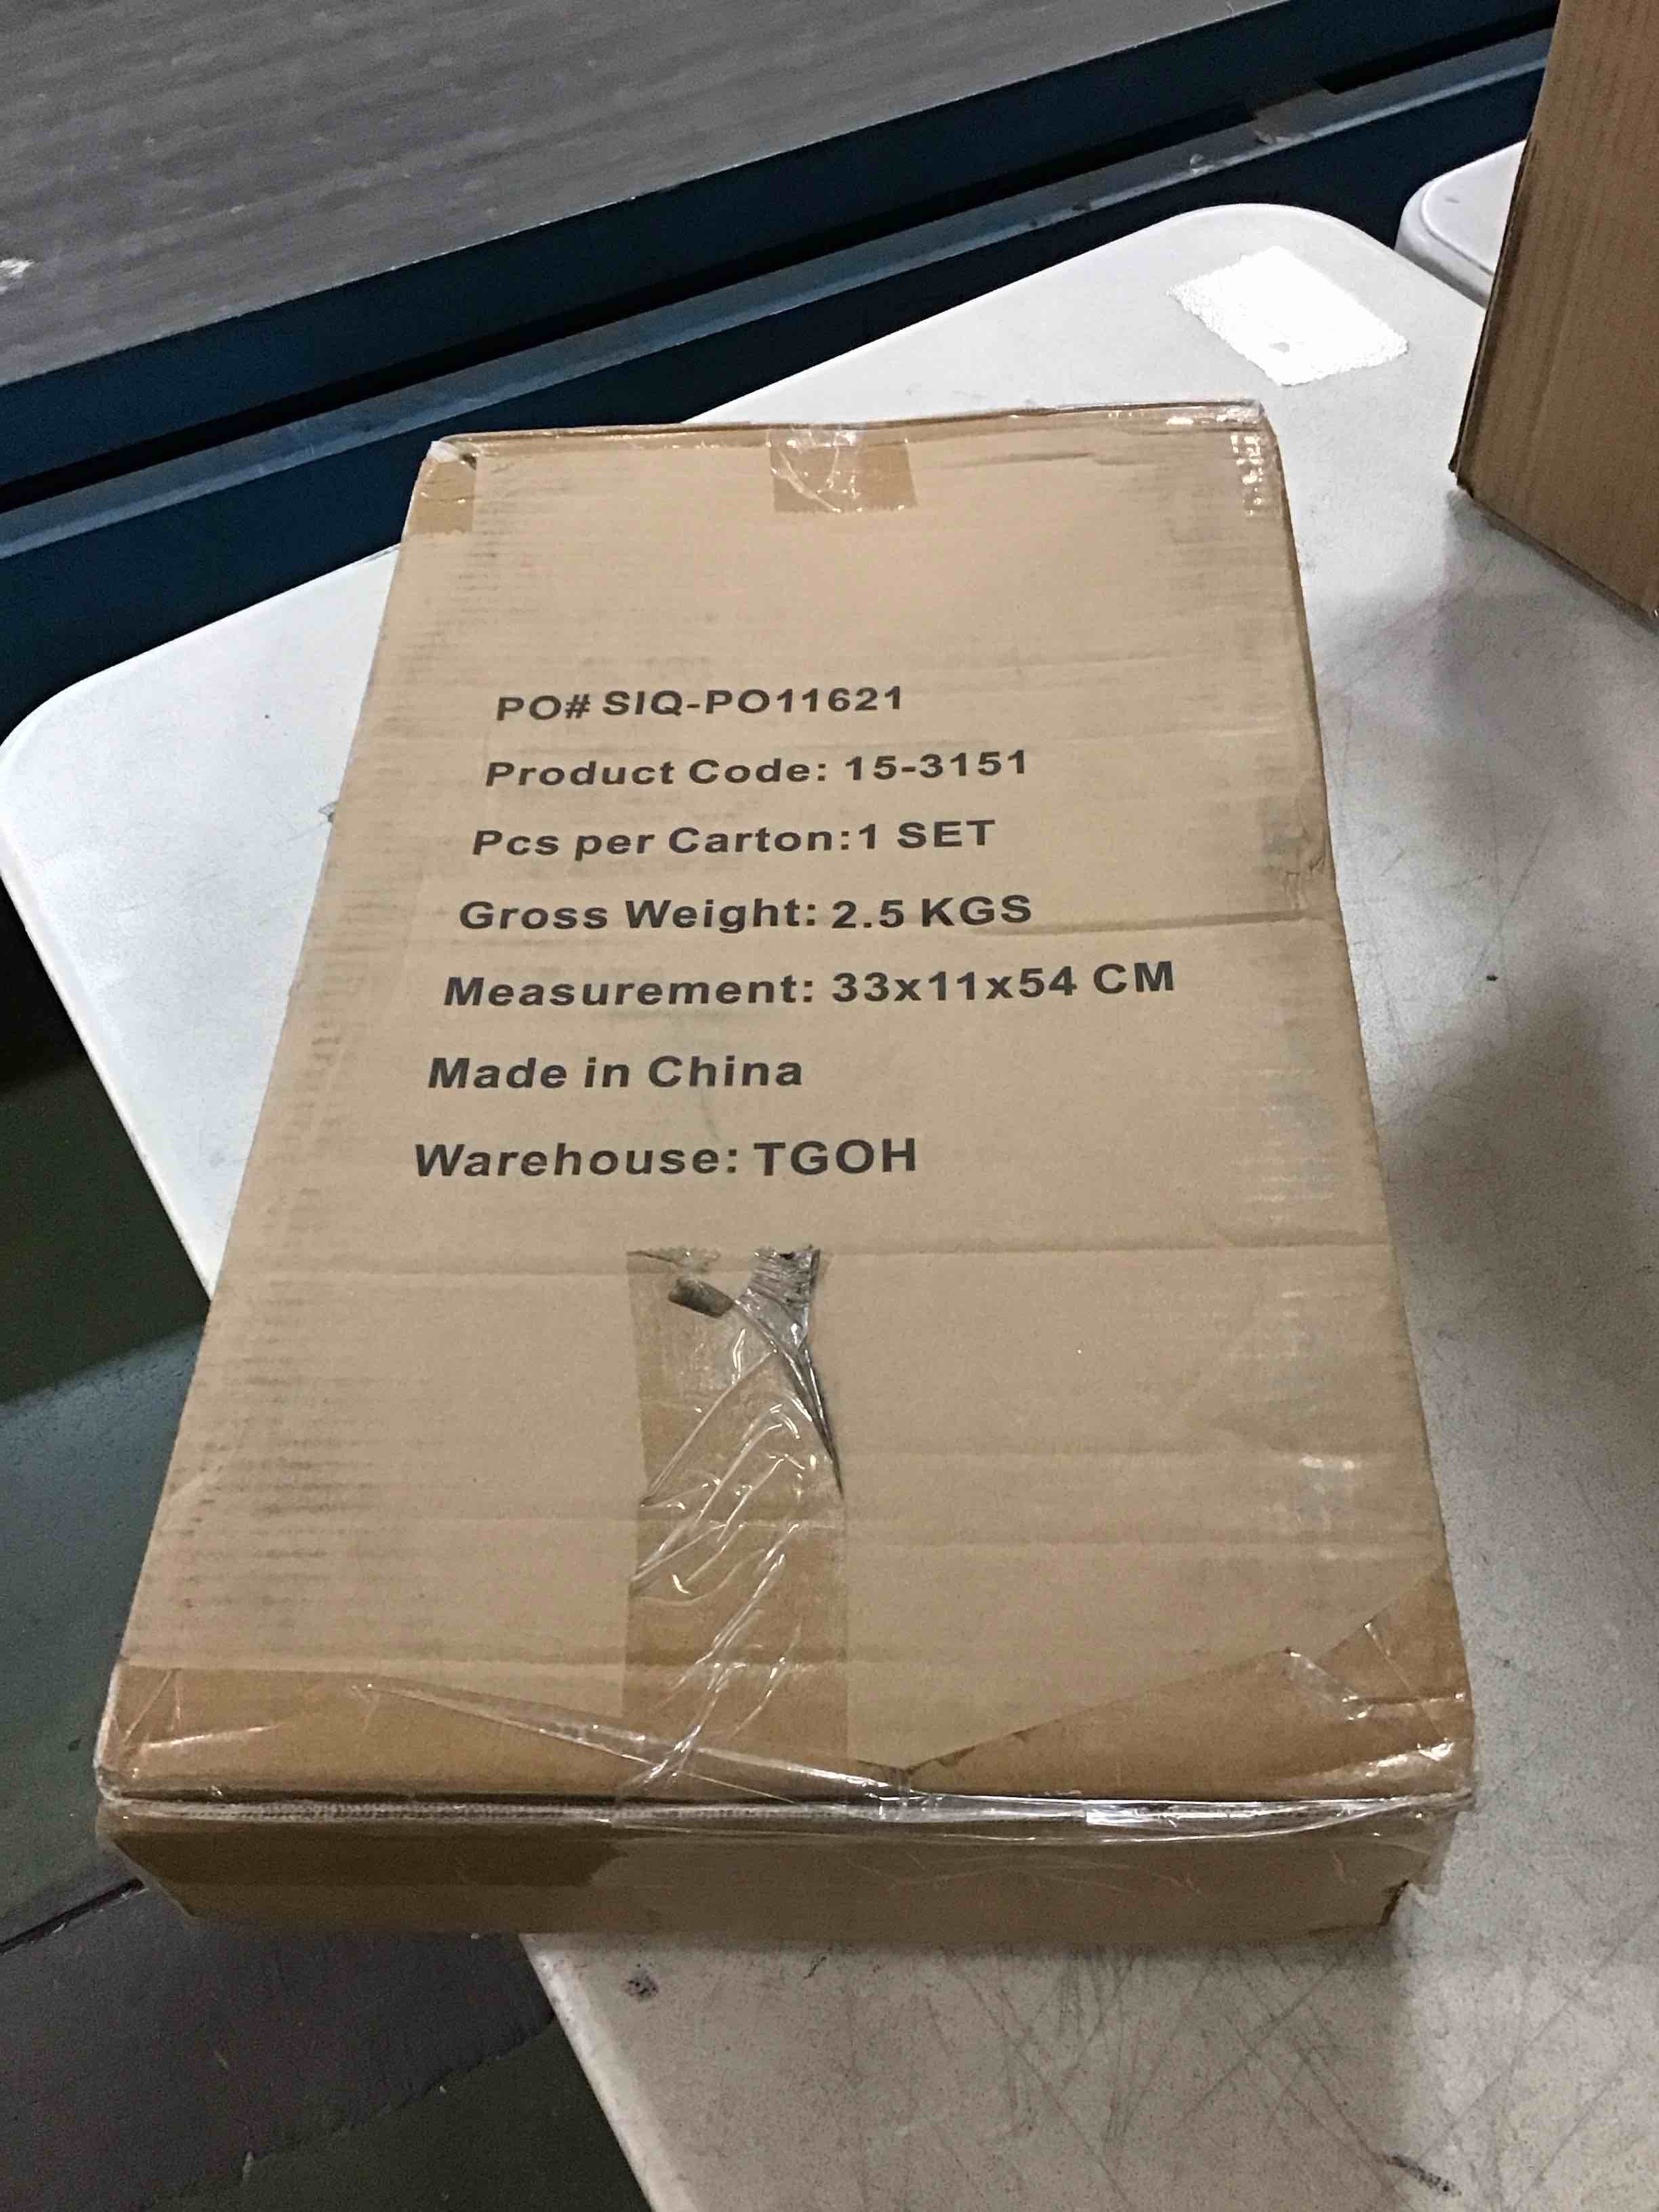 PO# SIQ-PO11621
Product Code: 15-3151
Pcs per Carton:1 SET
Gross Weight: 2.5 KGS
Measurement: 33x11x54 CM
Made in China
Warehouse: TGOH